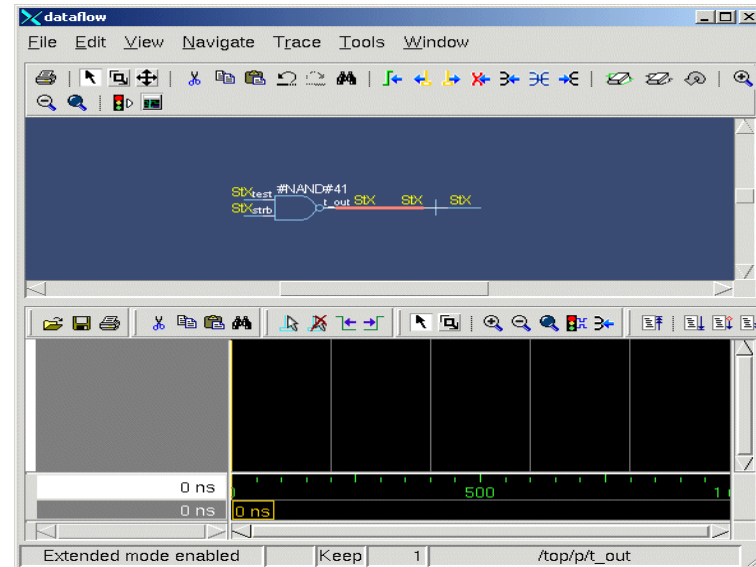 dataflow
File Edit View Navigate Trace Tools Window
StX test #NAND#41
t_out StX StX StX
StX strb
500 1
0 ns
0 ns 0 ns
Extended mode enabled Keep 1 /top/p/t_out